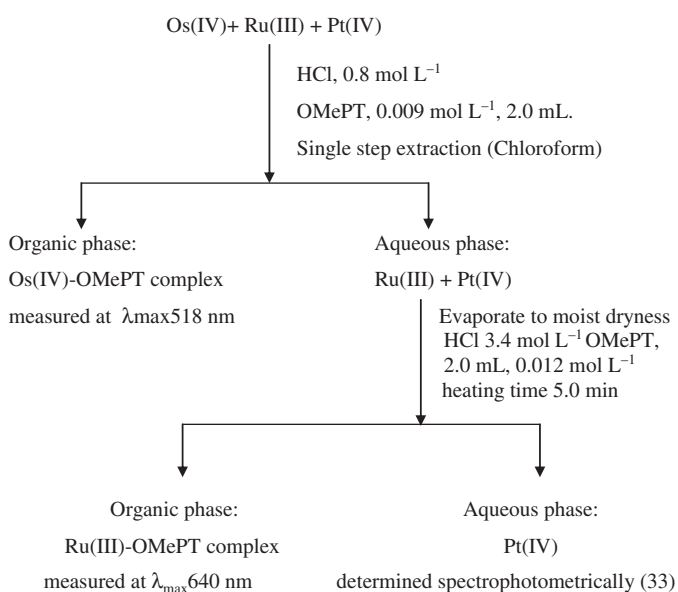 Os(IV)+ Ru(III) + Pt(IV)
HCl, 0.8 mol L⁻¹
OMePT, 0.009 mol L⁻¹, 2.0 mL.
Single step extraction (Chloroform)
Organic phase:
Os(IV)-OMePT complex
measured at λmax518 nm
Aqueous phase:
Ru(III) + Pt(IV)
Evaporate to moist dryness
HCl 3.4 mol L⁻¹ OMePT,
2.0 mL, 0.012 mol L⁻¹
heating time 5.0 min
Organic phase:
Ru(III)-OMePT complex
measured at λmax640 nm
Aqueous phase:
Pt(IV)
determined spectrophotometrically (33)